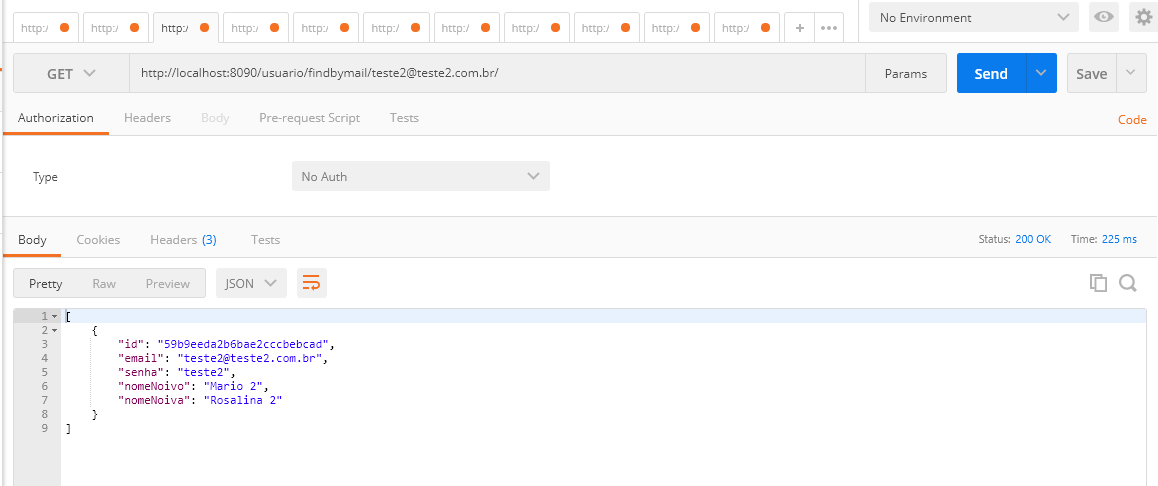 http:/ http:/ http:/ http:/ http:/ http:/ http:/ http:/ http:/ http:/ http:/ + ••• No Environment
GET http://localhost:8090/usuario/findbymail/teste2@teste2.com.br/ Params Send Save
Authorization Headers Body Pre-request Script Tests Code
Type No Auth
Body Cookies Headers (3) Tests Status: 200 OK Time: 225 ms
Pretty Raw Preview JSON
1 [
2 {
3 "id": "59b9eeda2b6bae2cccbebcad",
4 "email": "teste2@teste2.com.br",
5 "senha": "teste2",
6 "nomeNoivo": "Mario 2",
7 "nomeNoiva": "Rosalina 2"
8 }
9 ]